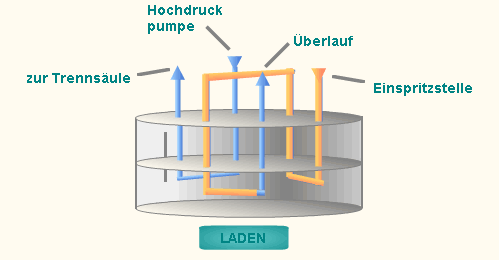 Hochdruck
pumpe
Überlauf
zur Trennsäule
Einspritzstelle
LADEN